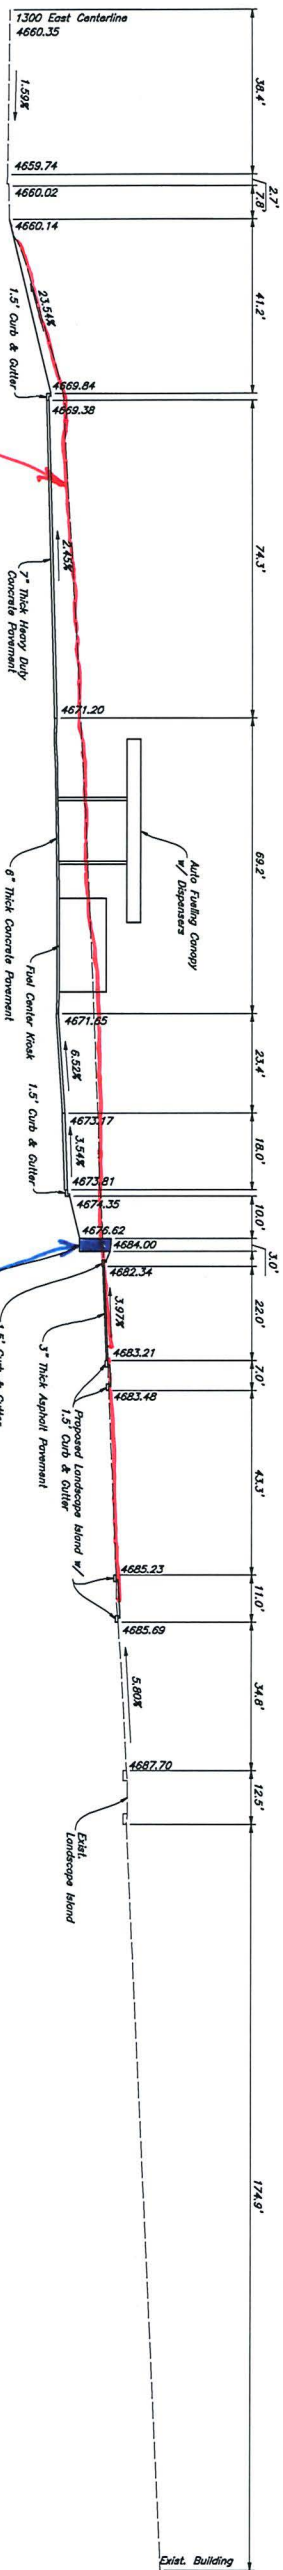 38.4'
2.7'
7.8'
41.2'
74.3'
69.2'
23.4'
18.0'
10.0'
3.0'
22.0'
7.0'
43.3'
11.0'
34.8'
12.5'
174.9'
1300 East Centerline
4660.35
1.59%
4659.74
4660.02
4660.14
23.54%
1.5' Curb & Gutter
4669.84
4669.38
2.45%
7" Thick Heavy Duty
Concrete Pavement
4671.20
Auto Fueling Canopy
w/ Dispensers
6" Thick Concrete Pavement
Fuel Center Kiosk
4671.65
6.52%
4673.17
3.54%
1.5' Curb & Gutter
4673.81
4674.35
4676.62
4684.00
4682.34
1.5' Curb & Gutter
3.97%
3" Thick Asphalt Pavement
4683.21
4683.48
Proposed Landscape Island w/
1.5' Curb & Gutter
4685.23
4685.69
5.80%
4687.70
Exist.
Landscape Island
Exist. Building